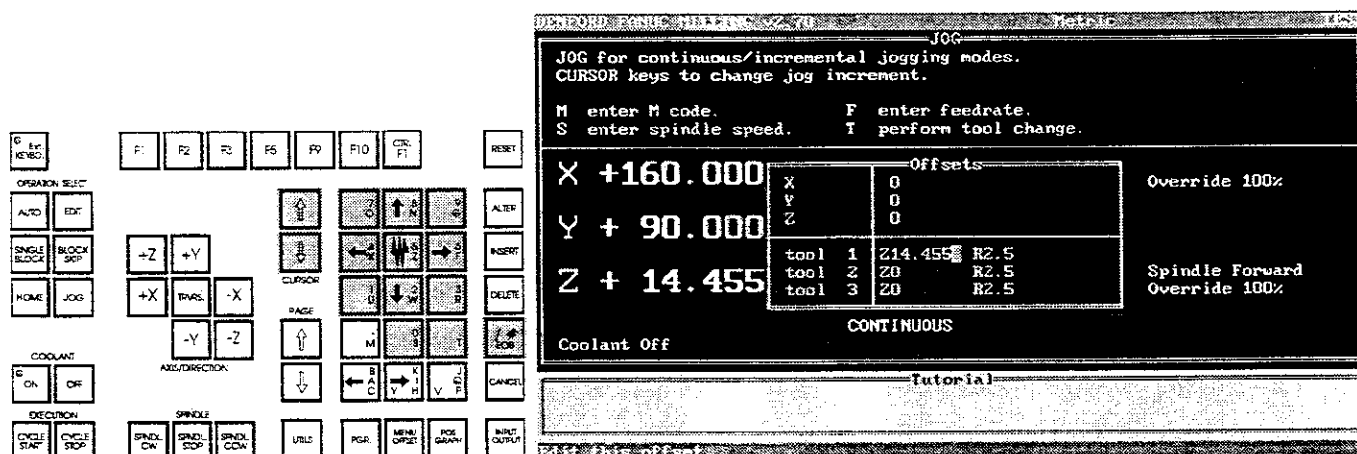 DENFORD FANUC MILLING v2.70 Metric
JOG
JOG for continuous/incremental jogging modes.
CURSOR keys to change jog increment.
M enter M code. F enter feedrate.
S enter spindle speed. T perform tool change.
X +160.000
Y + 90.000
Z + 14.455
Offsets
X 0
Y 0
Z 0
tool 1 Z14.455 R2.5
tool 2 Z0 R2.5
tool 3 Z0 R2.5
Override 100%
Spindle Forward
Override 100%
CONTINUOUS
Coolant Off
Tutorial
Edit this offset
KEYBD.
F1 F2 F3 F5 F9 F10 CTRL F1 RESET
OPERATION SELECT
AUTO EDIT ALTER
SINGLE BLOCK BLOCK SKIP +Z +Y INSERT
CURSOR
HOME JOG +X TRVRS. -X DELETE
PAGE
-Y -Z EOB
AXIS/DIRECTION
COOLANT
ON OFF CANCEL
EXECUTION SPINDLE
CYCLE START CYCLE STOP SPNDL CW SPNDL STOP SPNDL CCW UTILS PGR. MENU OFFSET POS GRAPH INPUT OUTPUT